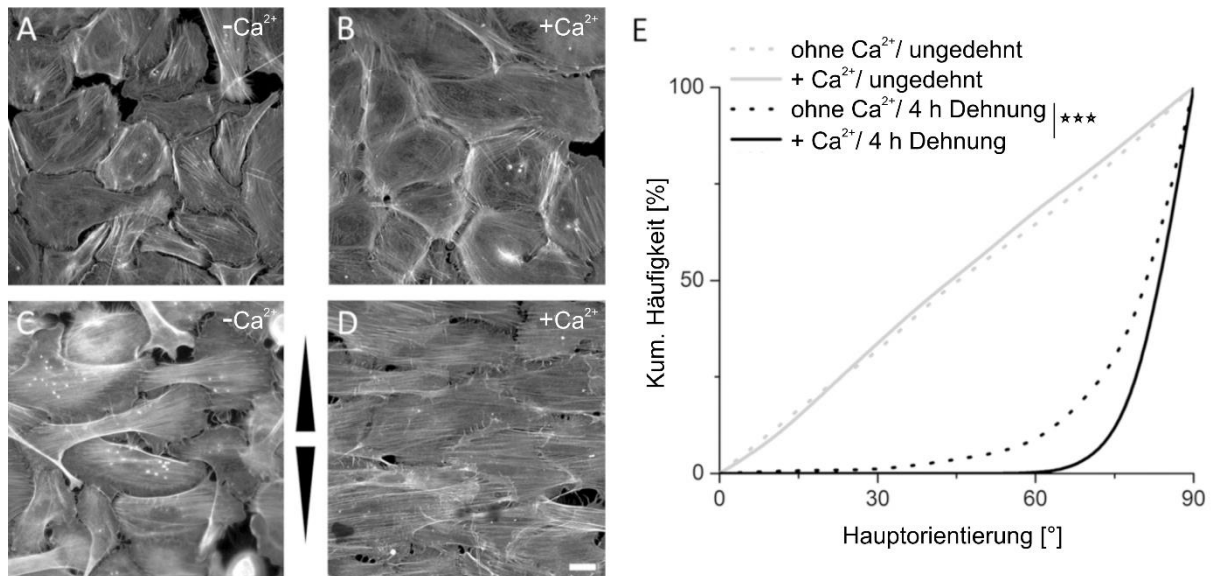 A
-Ca²⁺
B
+Ca²⁺
C
-Ca²⁺
D
+Ca²⁺
E
ohne Ca²⁺/ ungedehnt
+ Ca²⁺/ ungedehnt
ohne Ca²⁺/ 4 h Dehnung
+ Ca²⁺/ 4 h Dehnung
***
100
50
0
Kum. Häufigkeit [%]
0 30 60 90
Hauptorientierung [°]